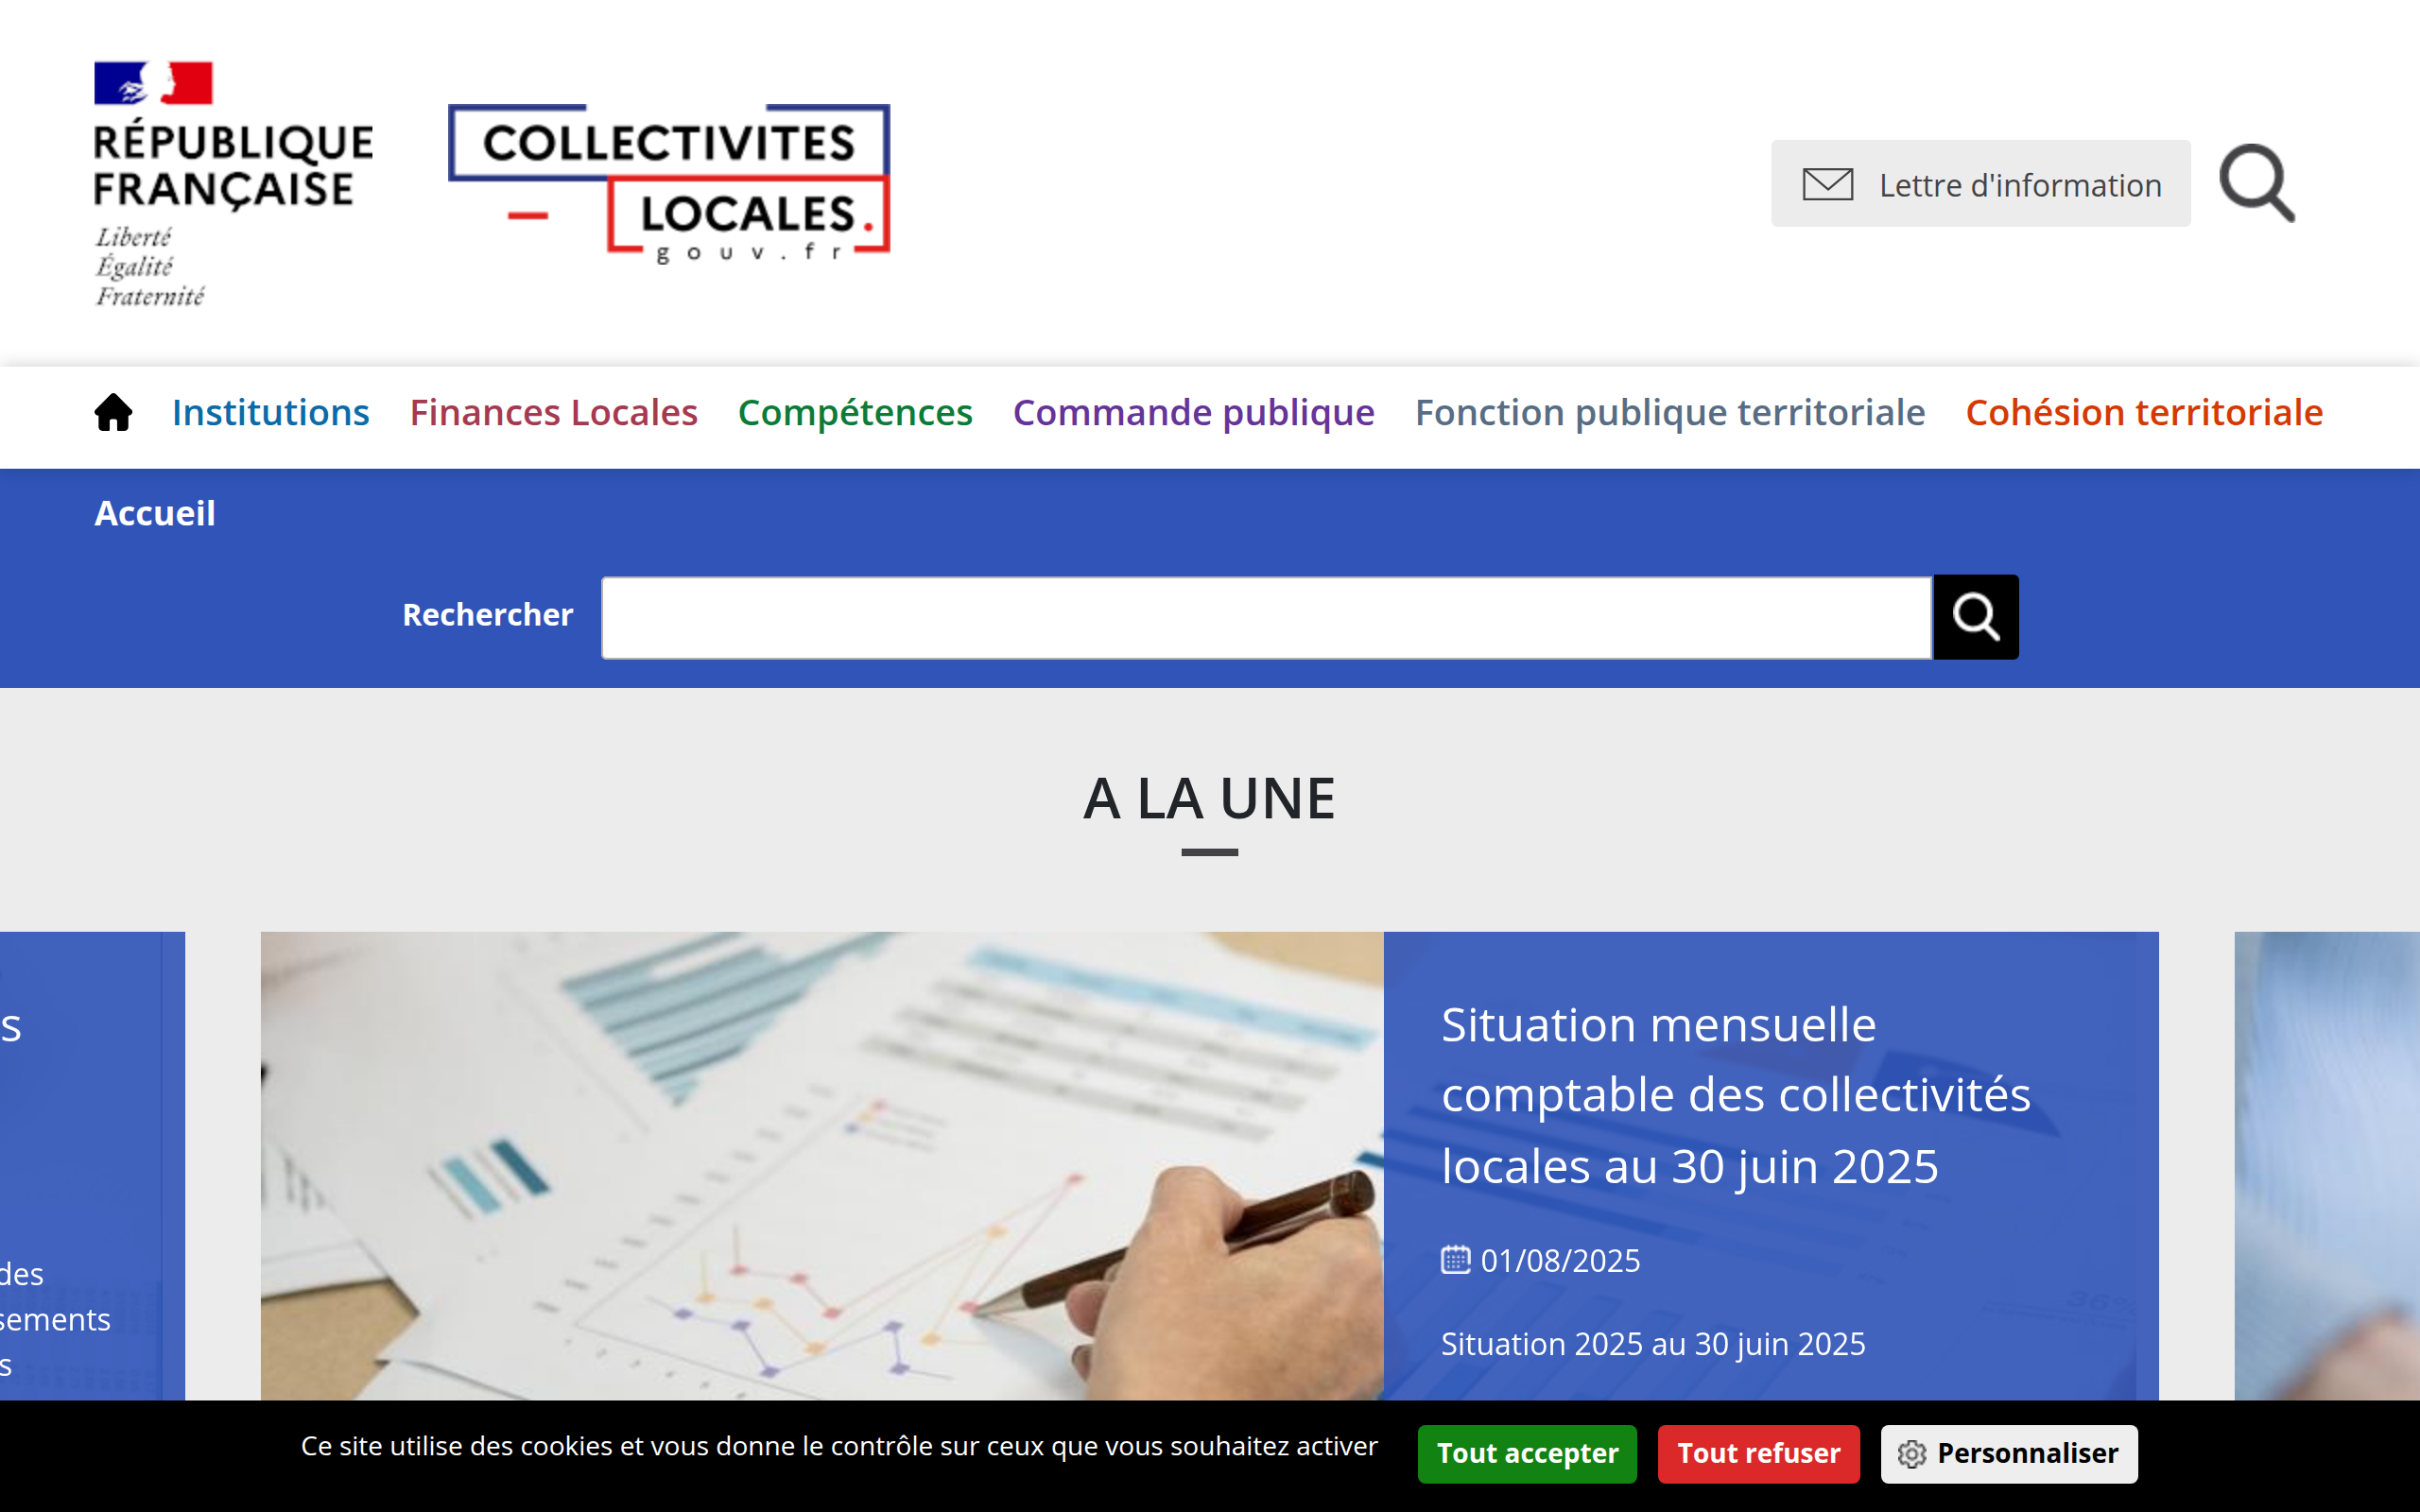 RÉPUBLIQUE
FRANÇAISE
Liberté
Égalité
Fraternité
COLLECTIVITES
LOCALES.
gouv.fr
Lettre d'information
Institutions Finances Locales Compétences Commande publique Fonction publique territoriale Cohésion territoriale
Accueil
Rechercher
A LA UNE
s
des
sements
s
Situation mensuelle
comptable des collectivités
locales au 30 juin 2025
01/08/2025
Situation 2025 au 30 juin 2025
36%
Ce site utilise des cookies et vous donne le contrôle sur ceux que vous souhaitez activer
Tout accepter Tout refuser Personnaliser